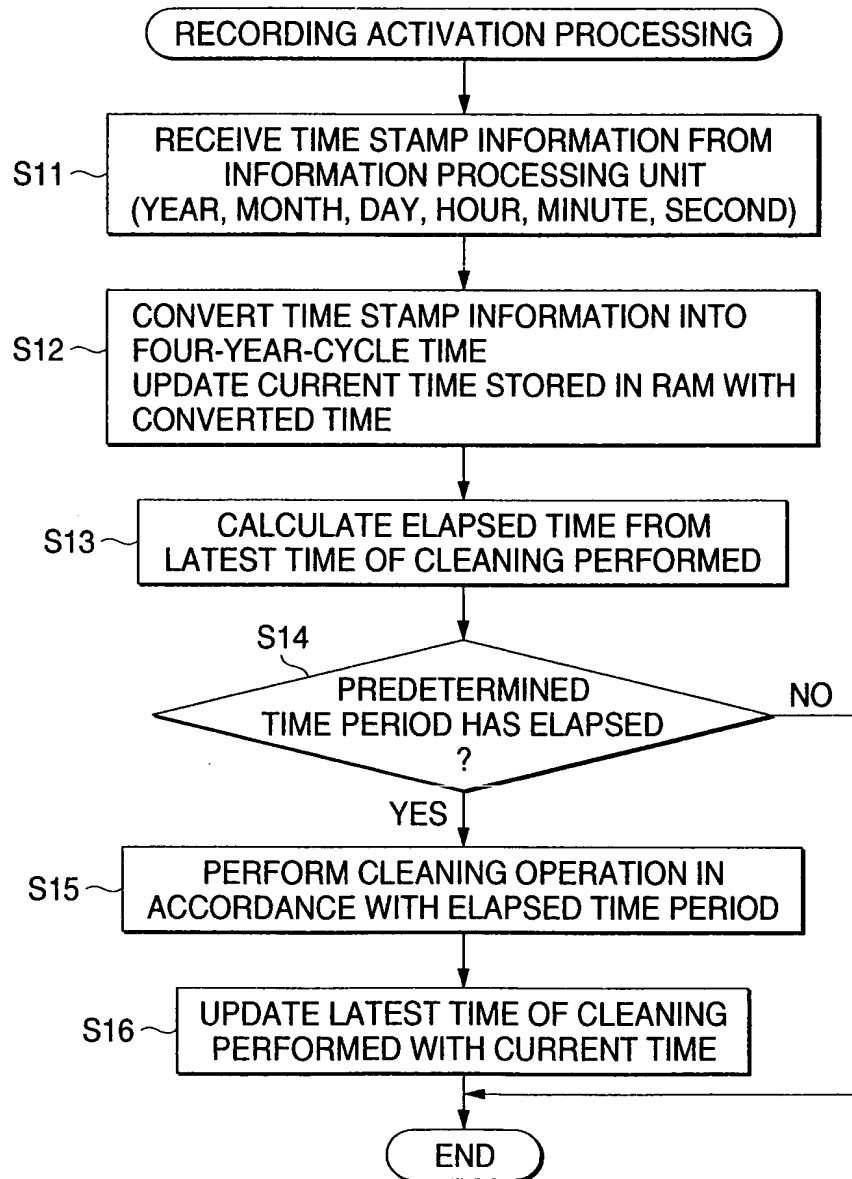 RECORDING ACTIVATION PROCESSING
S11
RECEIVE TIME STAMP INFORMATION FROM
INFORMATION PROCESSING UNIT
(YEAR, MONTH, DAY, HOUR, MINUTE, SECOND)
S12
CONVERT TIME STAMP INFORMATION INTO
FOUR-YEAR-CYCLE TIME
UPDATE CURRENT TIME STORED IN RAM WITH
CONVERTED TIME
S13
CALCULATE ELAPSED TIME FROM
LATEST TIME OF CLEANING PERFORMED
S14
PREDETERMINED
TIME PERIOD HAS ELAPSED
?
NO
YES
S15
PERFORM CLEANING OPERATION IN
ACCORDANCE WITH ELAPSED TIME PERIOD
S16
UPDATE LATEST TIME OF CLEANING
PERFORMED WITH CURRENT TIME
END